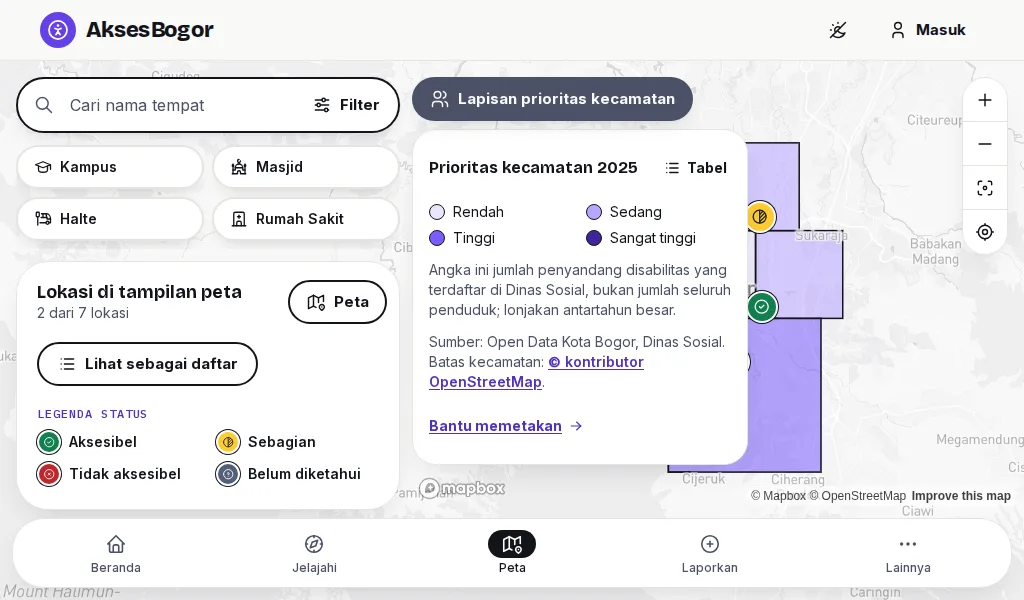 AksesBogor
Masuk
Cari nama tempat
Filter
Kampus
Masjid
Halte
Rumah Sakit
Lokasi di tampilan peta
2 dari 7 lokasi
Peta
Lihat sebagai daftar
LEGENDA STATUS
Aksesibel
Sebagian
Tidak aksesibel
Belum diketahui
Lapisan prioritas kecamatan
Prioritas kecamatan 2025
Tabel
Rendah
Sedang
Tinggi
Sangat tinggi
Angka ini jumlah penyandang disabilitas yang
terdaftar di Dinas Sosial, bukan jumlah seluruh
penduduk; lonjakan antartahun besar.
Sumber: Open Data Kota Bogor, Dinas Sosial.
Batas kecamatan: © kontributor
OpenStreetMap.
Bantu memetakan
Citeureup
Sukaraja
Babakan
Madang
Megamendung
Cijeruk
Ciherang
Ciawi
Caringin
Mount Halimun-
mapbox
© Mapbox © OpenStreetMap Improve this map
Beranda
Jelajahi
Peta
Laporkan
Lainnya